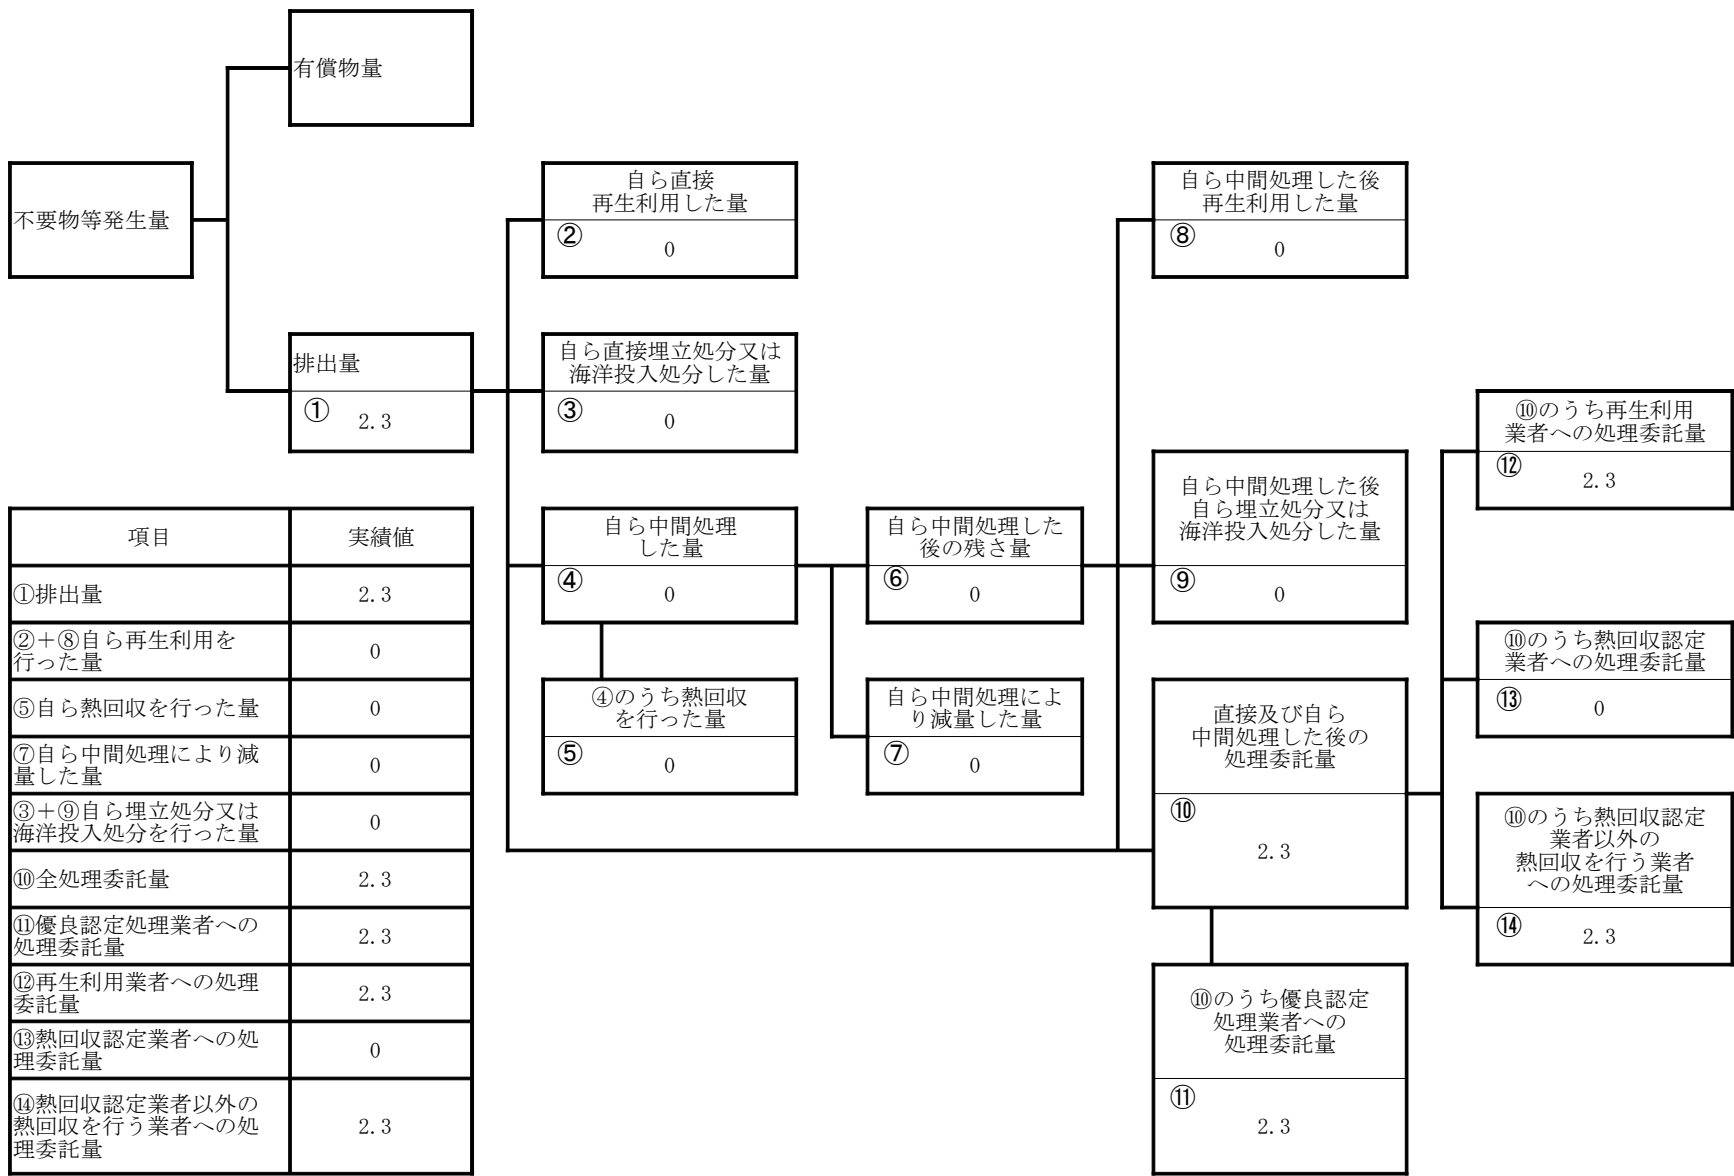 有償物量
不要物等発生量
排出量
①
2.3
自ら直接
再生利用した量
②
0
自ら直接埋立処分又は
海洋投入処分した量
③
0
自ら中間処理
した量
④
0
④のうち熱回収
を行った量
⑤
0
自ら中間処理した
後の残さ量
⑥
0
自ら中間処理によ
り減量した量
⑦
0
自ら中間処理した後
再生利用した量
⑧
0
自ら中間処理した後
自ら埋立処分又は
海洋投入処分した量
⑨
0
直接及び自ら
中間処理した後の
処理委託量
⑩
2.3
⑩のうち優良認定
処理業者への
処理委託量
⑪
2.3
⑩のうち再生利用
業者への処理委託量
⑫
2.3
⑩のうち熱回収認定
業者への処理委託量
⑬
0
⑩のうち熱回収認定
業者以外の
熱回収を行う業者
への処理委託量
⑭
2.3
項目 実績値
①排出量 2.3
②＋⑧自ら再生利用を
行った量
0
⑤自ら熱回収を行った量 0
⑦自ら中間処理により減
量した量
0
③＋⑨自ら埋立処分又は
海洋投入処分を行った量
0
⑩全処理委託量 2.3
⑪優良認定処理業者への
処理委託量
2.3
⑫再生利用業者への処理
委託量
2.3
⑬熱回収認定業者への処
理委託量
0
⑭熱回収認定業者以外の
熱回収を行う業者への処
理委託量
2.3